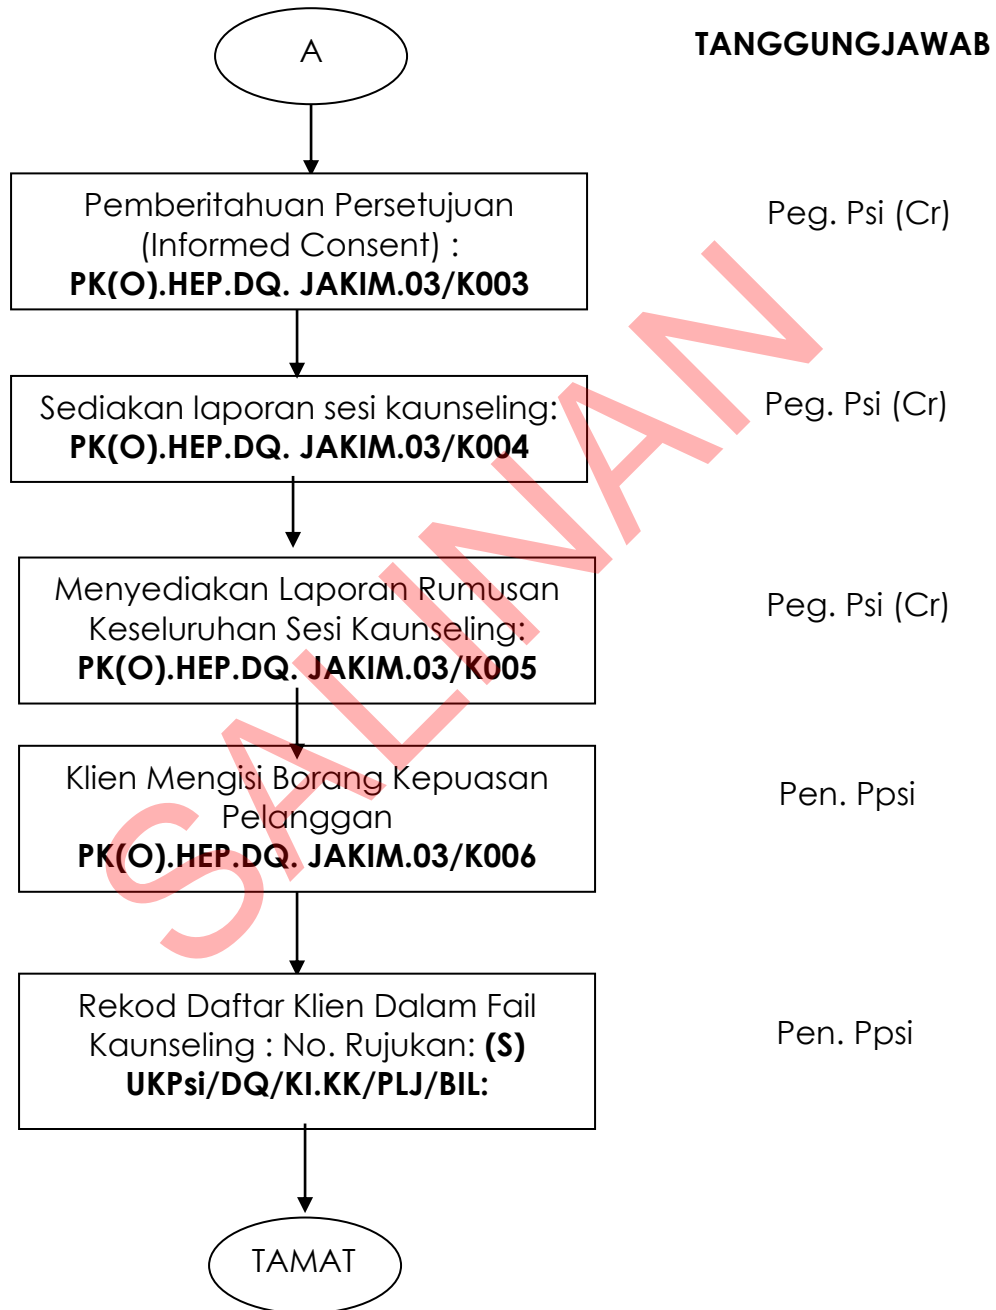 A
TANGGUNGJAWAB
Pemberitahuan Persetujuan
(Informed Consent) :
PK(O).HEP.DQ. JAKIM.03/K003
Peg. Psi (Cr)
Sediakan laporan sesi kaunseling:
PK(O).HEP.DQ. JAKIM.03/K004
Peg. Psi (Cr)
Menyediakan Laporan Rumusan
Keseluruhan Sesi Kaunseling:
PK(O).HEP.DQ. JAKIM.03/K005
Peg. Psi (Cr)
Klien Mengisi Borang Kepuasan
Pelanggan
PK(O).HEP.DQ. JAKIM.03/K006
Pen. Ppsi
Rekod Daftar Klien Dalam Fail
Kaunseling : No. Rujukan: (S)
UKPsi/DQ/KI.KK/PLJ/BIL:
Pen. Ppsi
TAMAT
SALINAN